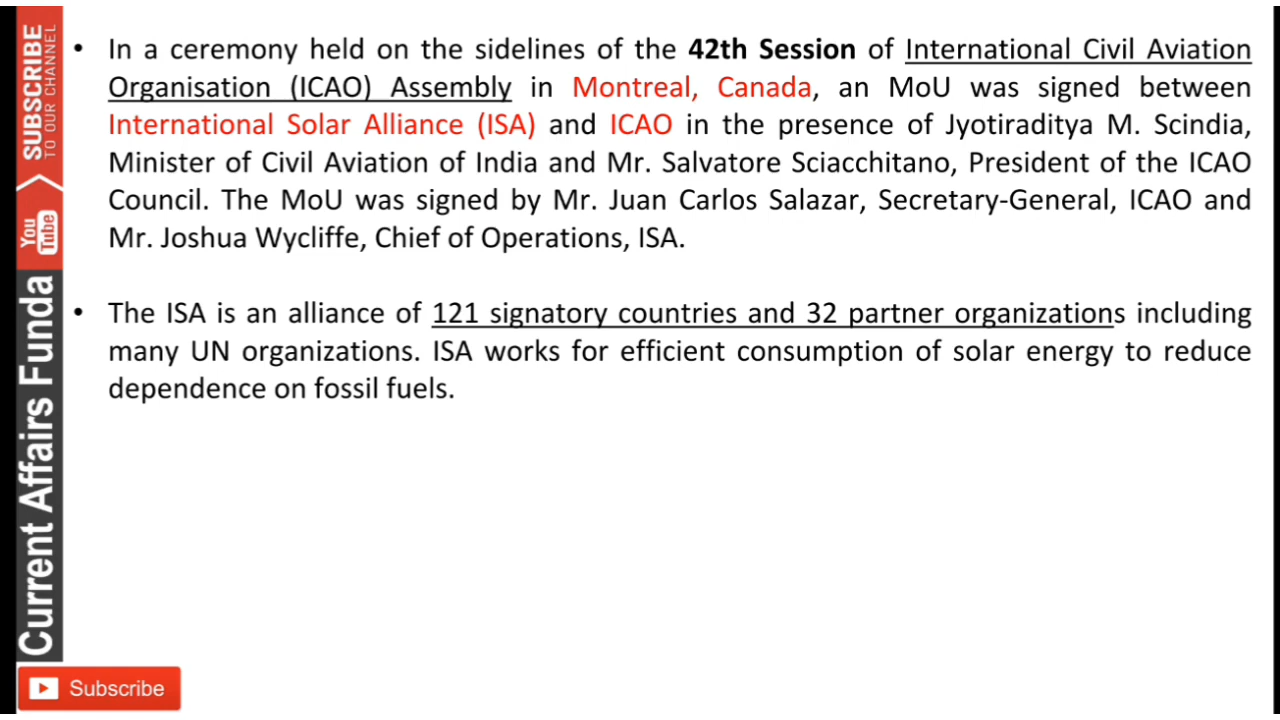 • In a ceremony held on the sidelines of the 42th Session of International Civil Aviation
Organisation (ICAO) Assembly in Montreal, Canada, an MoU was signed between
International Solar Alliance (ISA) and ICAO in the presence of Jyotiraditya M. Scindia,
Minister of Civil Aviation of India and Mr. Salvatore Sciacchitano, President of the ICAO
Council. The MoU was signed by Mr. Juan Carlos Salazar, Secretary-General, ICAO and
Mr. Joshua Wycliffe, Chief of Operations, ISA.
• The ISA is an alliance of 121 signatory countries and 32 partner organizations including
many UN organizations. ISA works for efficient consumption of solar energy to reduce
dependence on fossil fuels.
SUBSCRIBE
TO OUR CHANNEL
You
Tube
Current Affairs Funda
Subscribe